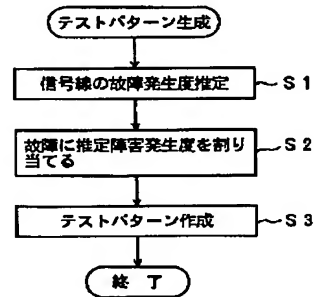 テストパターン生成
信号線の故障発生度推定
S1
故障に推定障害発生度を割り
当てる
S2
テストパターン作成
S3
終 了